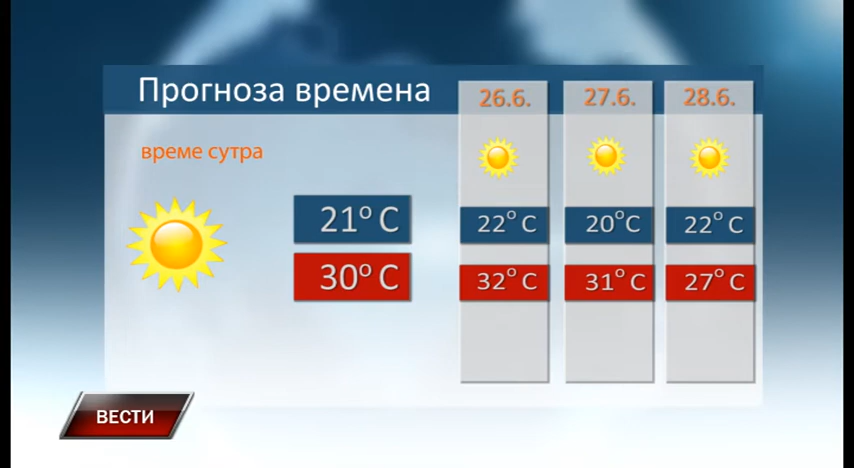 Прогноза времена
26.6.
27.6.
28.6.
време сутра
21° C
30° C
22° C
32° C
20°C
31° C
22° C
27° C
ВЕСТИ